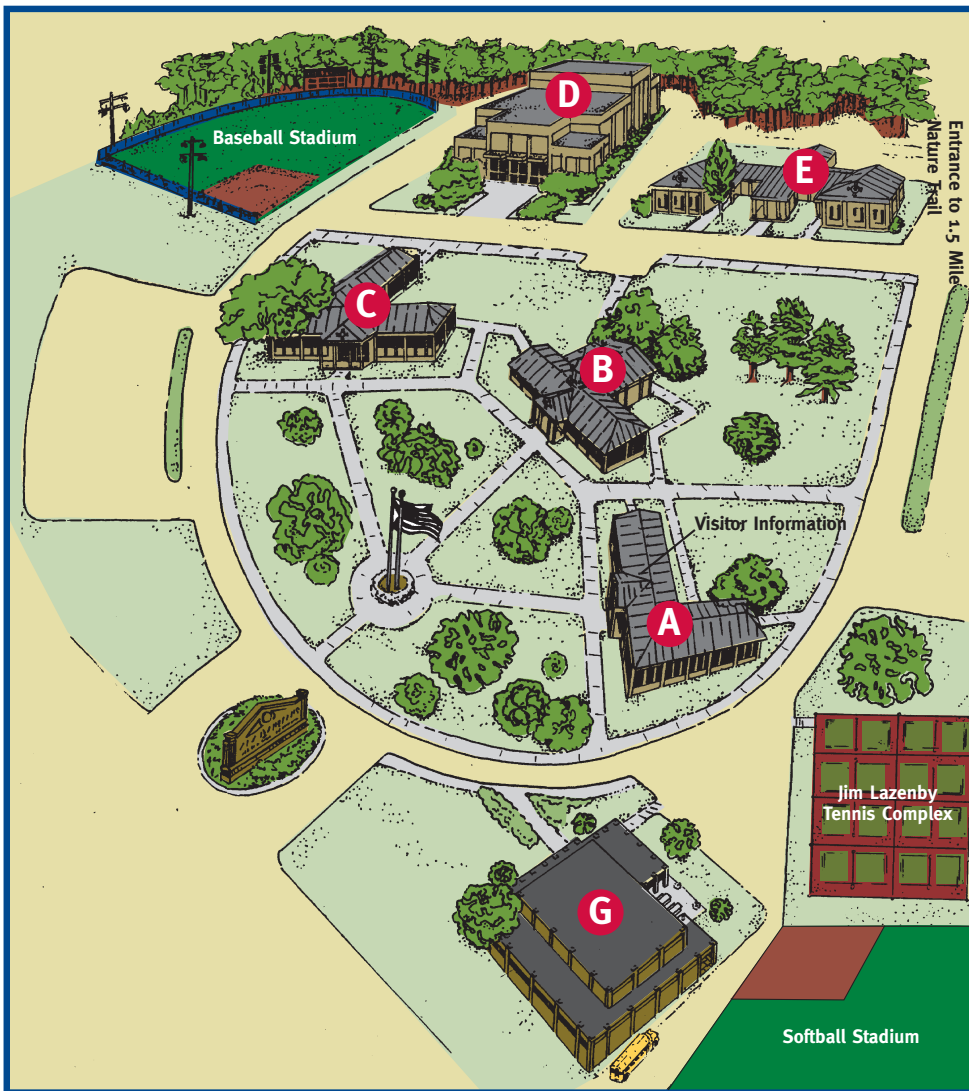 D
Baseball Stadium
E
Entrance to 1.5 Mile
Nature Trail
C
B
Visitor Information
A
Jim Lazenby
Tennis Complex
G
Softball Stadium